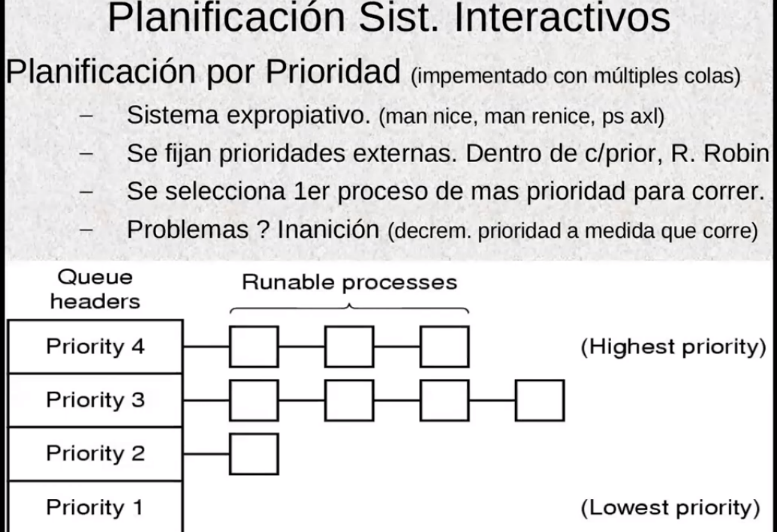 Planificación Sist. Interactivos
Planificación por Prioridad (impementado con múltiples colas)
– Sistema expropiativo. (man nice, man renice, ps axl)
– Se fijan prioridades externas. Dentro de c/prior, R. Robin
– Se selecciona 1er proceso de mas prioridad para correr.
– Problemas ? Inanición (decrem. prioridad a medida que corre)
Queue headers
Runable processes
Priority 4
(Highest priority)
Priority 3
Priority 2
Priority 1
(Lowest priority)